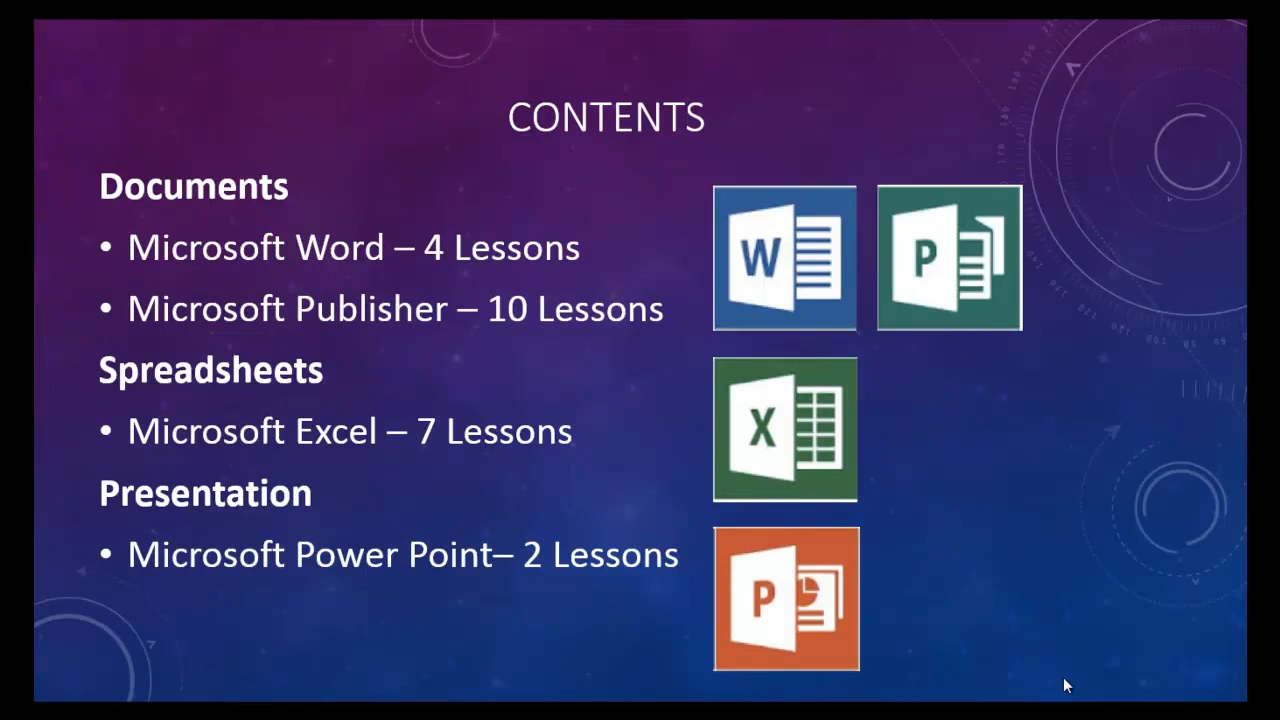 CONTENTS
Documents
• Microsoft Word – 4 Lessons
• Microsoft Publisher – 10 Lessons
Spreadsheets
• Microsoft Excel – 7 Lessons
Presentation
• Microsoft Power Point– 2 Lessons
W
P
X
P